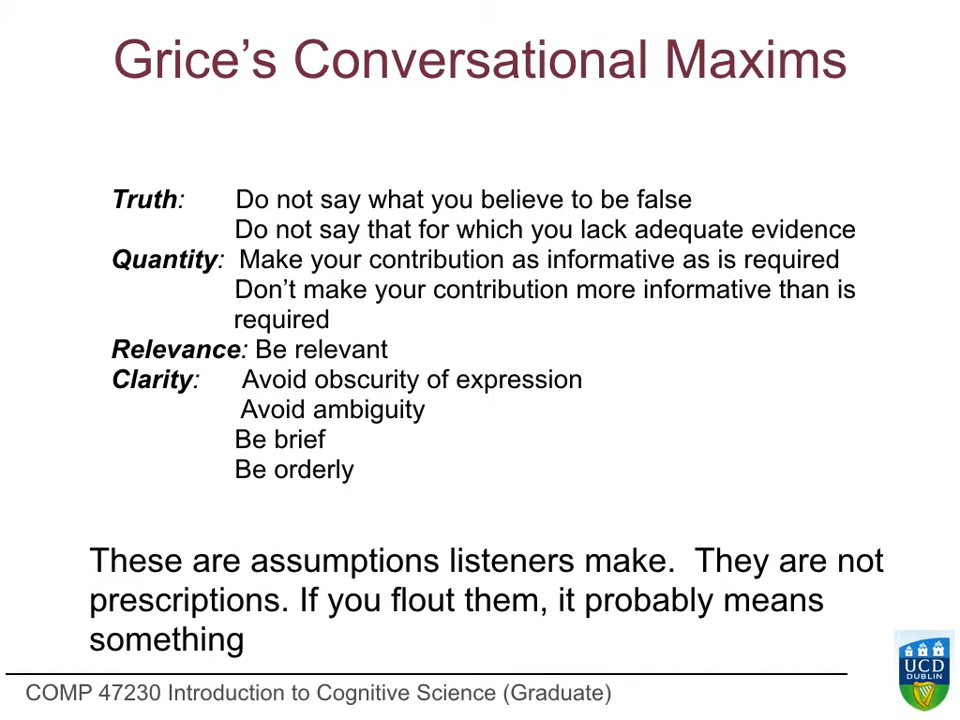 Grice’s Conversational Maxims
Truth: Do not say what you believe to be false
Do not say that for which you lack adequate evidence
Quantity: Make your contribution as informative as is required
Don’t make your contribution more informative than is
required
Relevance: Be relevant
Clarity: Avoid obscurity of expression
Avoid ambiguity
Be brief
Be orderly
These are assumptions listeners make. They are not
prescriptions. If you flout them, it probably means
something
UCD
DUBLIN
COMP 47230 Introduction to Cognitive Science (Graduate)